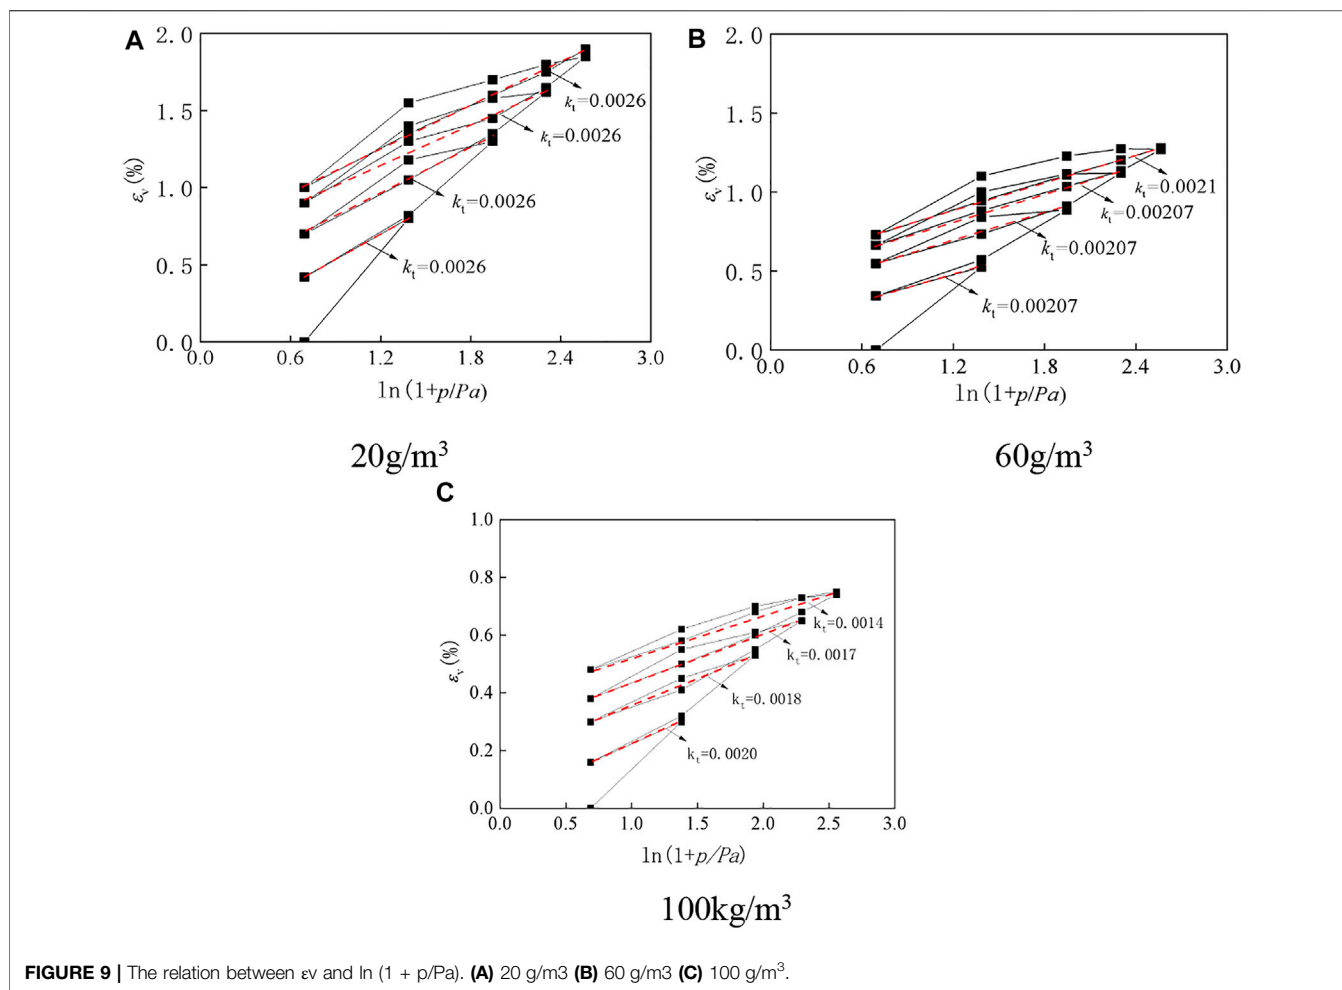 A
2.0
1.5
1.0
0.5
0.0
0.0 0.6 1.2 1.8 2.4 3.0
εv(%)
ln(1+p/Pa)
kt=0.0026
kt=0.0026
kt=0.0026
kt=0.0026
20g/m³
B
2.0
1.5
1.0
0.5
0.0
0.0 0.6 1.2 1.8 2.4 3.0
εv(%)
ln(1+p/Pa)
kt=0.0021
kt=0.00207
kt=0.00207
kt=0.00207
60g/m³
C
1.0
0.8
0.6
0.4
0.2
0.0
0.0 0.5 1.0 1.5 2.0 2.5 3.0
εv(%)
ln(1+p/Pa)
kt=0.0014
kt=0.0017
kt=0.0018
kt=0.0020
100kg/m³
FIGURE 9 | The relation between εv and ln (1 + p/Pa). (A) 20 g/m3 (B) 60 g/m3 (C) 100 g/m³.